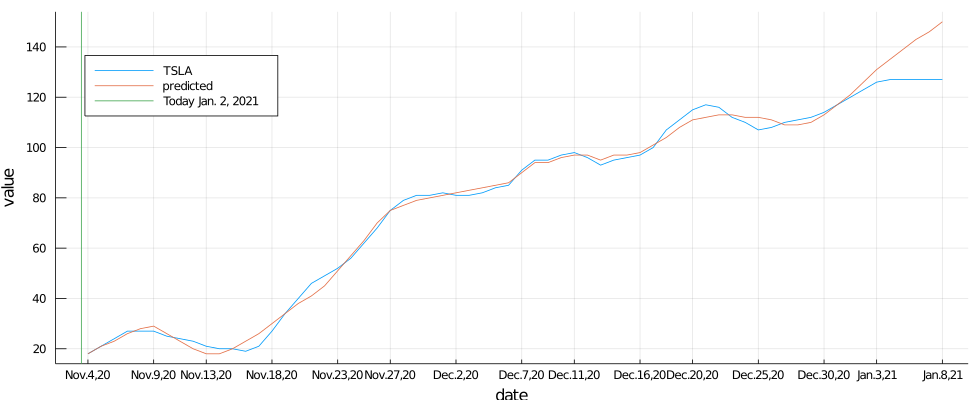 TSLA
predicted
Today Jan. 2, 2021
value
140
120
100
80
60
40
20
Nov.4,20 Nov.9,20 Nov.13,20 Nov.18,20 Nov.23,20 Nov.27,20 Dec.2,20 Dec.7,20 Dec.11,20 Dec.16,20 Dec.20,20 Dec.25,20 Dec.30,20 Jan.3,21 Jan.8,21
date